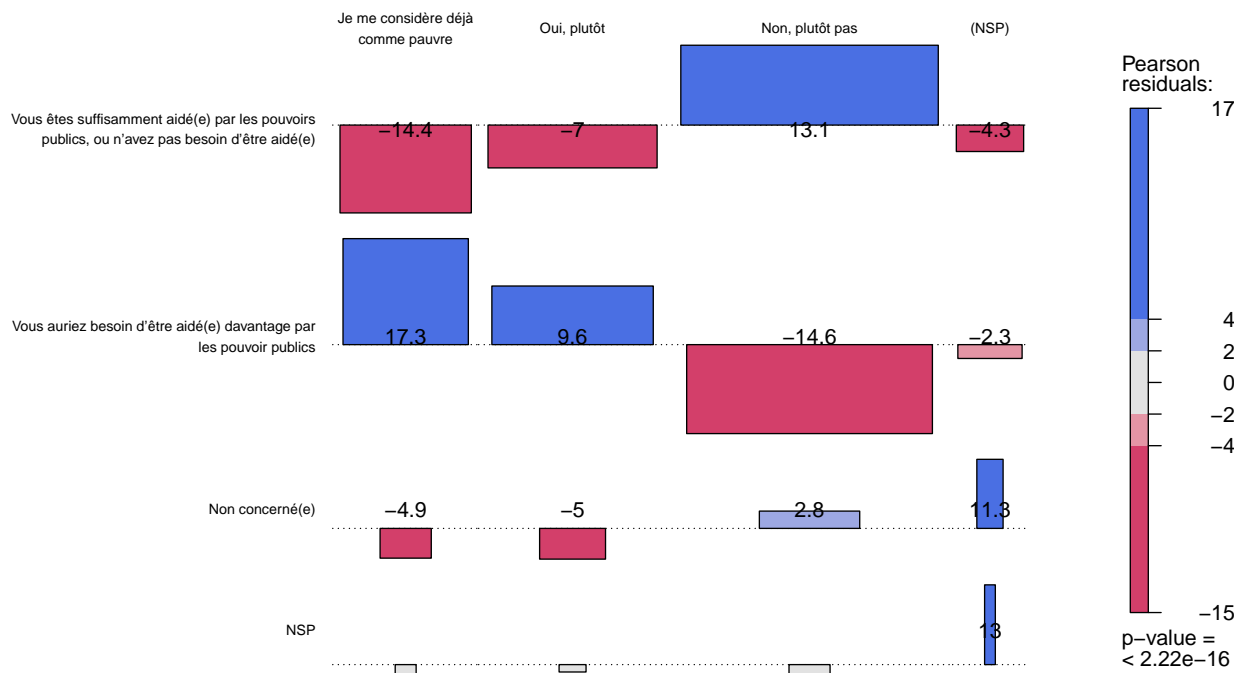 Je me considère déjà
comme pauvre
Oui, plutôt
Non, plutôt pas
(NSP)
Vous êtes suffisamment aidé(e) par les pouvoirs
publics, ou n’avez pas besoin d’être aidé(e)
−14.4
−7
13.1
−4.3
Vous auriez besoin d’être aidé(e) davantage par
les pouvoir publics
17.3
9.6
−14.6
−2.3
Non concerné(e)
−4.9
−5
2.8
11.3
NSP
13
Pearson
residuals:
17
4
2
0
−2
−4
−15
p−value =
< 2.22e−16